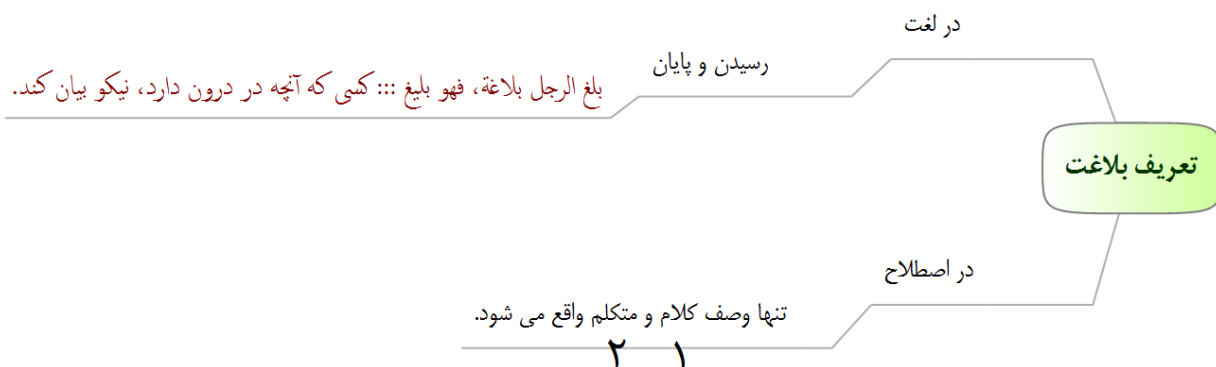 تعریف بلاغت
در لغت
رسیدن و پایان
بلغ الرجل بلاغة، فهو بلیغ ::: کسی که آنچه در درون دارد، نیکو بیان کند.
در اصطلاح
تنها وصف کلام و متکلم واقع می شود.
۱ ۲